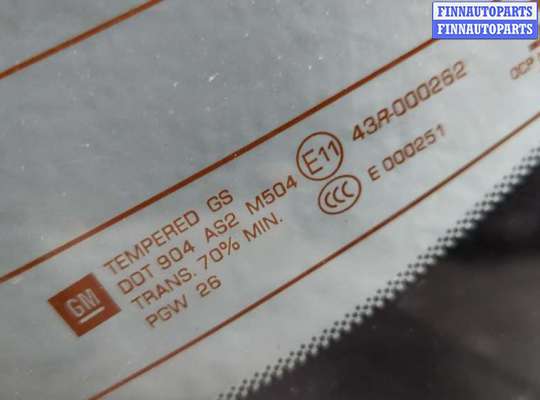 FINNAUTOPARTS
FINNAUTOPARTS
GM
TEMPERED GS
DOT 904 AS2 M504
TRANS. 70% MIN.
PGW 26
E11 43R-000262
CCC E 000251